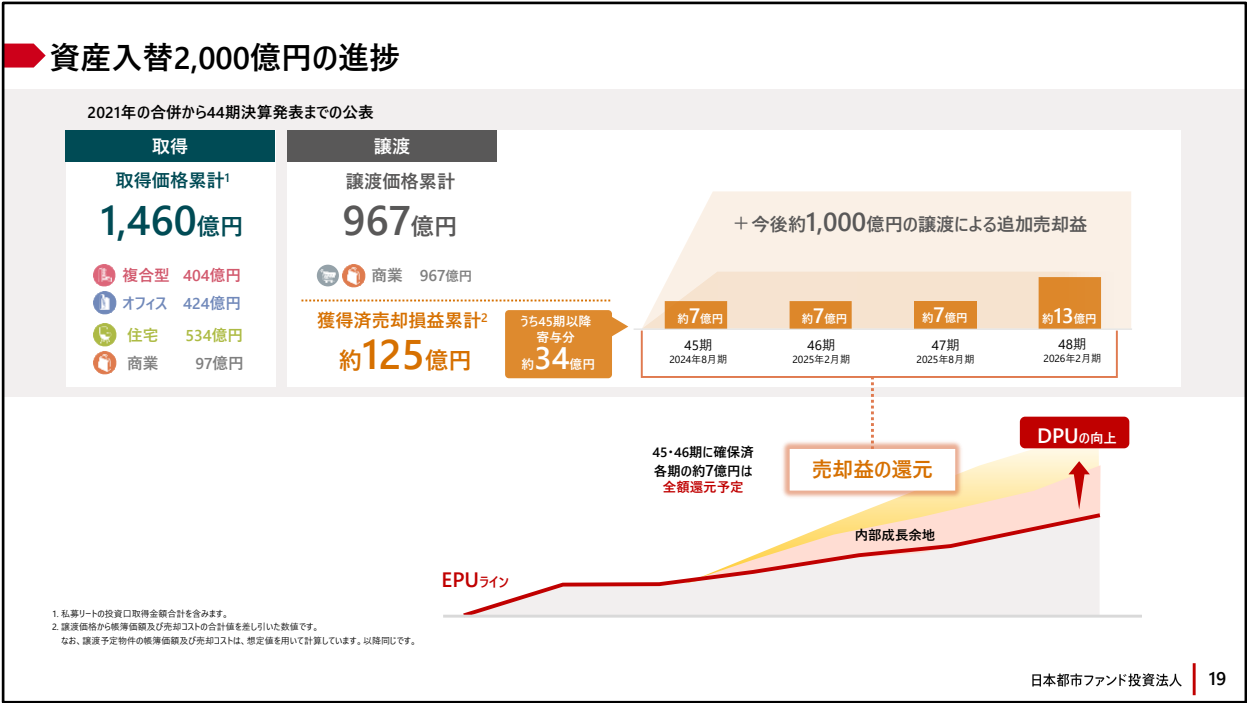 資産入替2,000億円の進捗
2021年の合併から44期決算発表までの公表
取得
取得価格累計1
1,460億円
複合型 404億円
オフィス 424億円
住宅 534億円
商業 97億円
譲渡
譲渡価格累計
967億円
商業 967億円
獲得済売却損益累計2
約125億円
うち45期以降
寄与分
約34億円
＋今後約1,000億円の譲渡による追加売却益
約7億円
約7億円
約7億円
約13億円
45期
2024年8月期
46期
2025年2月期
47期
2025年8月期
48期
2026年2月期
45・46期に確保済
各期の約7億円は
全額還元予定
売却益の還元
DPUの向上
内部成長余地
EPUライン
1. 私募リートの投資口取得金額合計を含みます。
2. 譲渡価格から帳簿価額及び売却コストの合計値を差し引いた数値です。
なお、譲渡予定物件の帳簿価額及び売却コストは、想定値を用いて計算しています。以降同じです。
日本都市ファンド投資法人 19